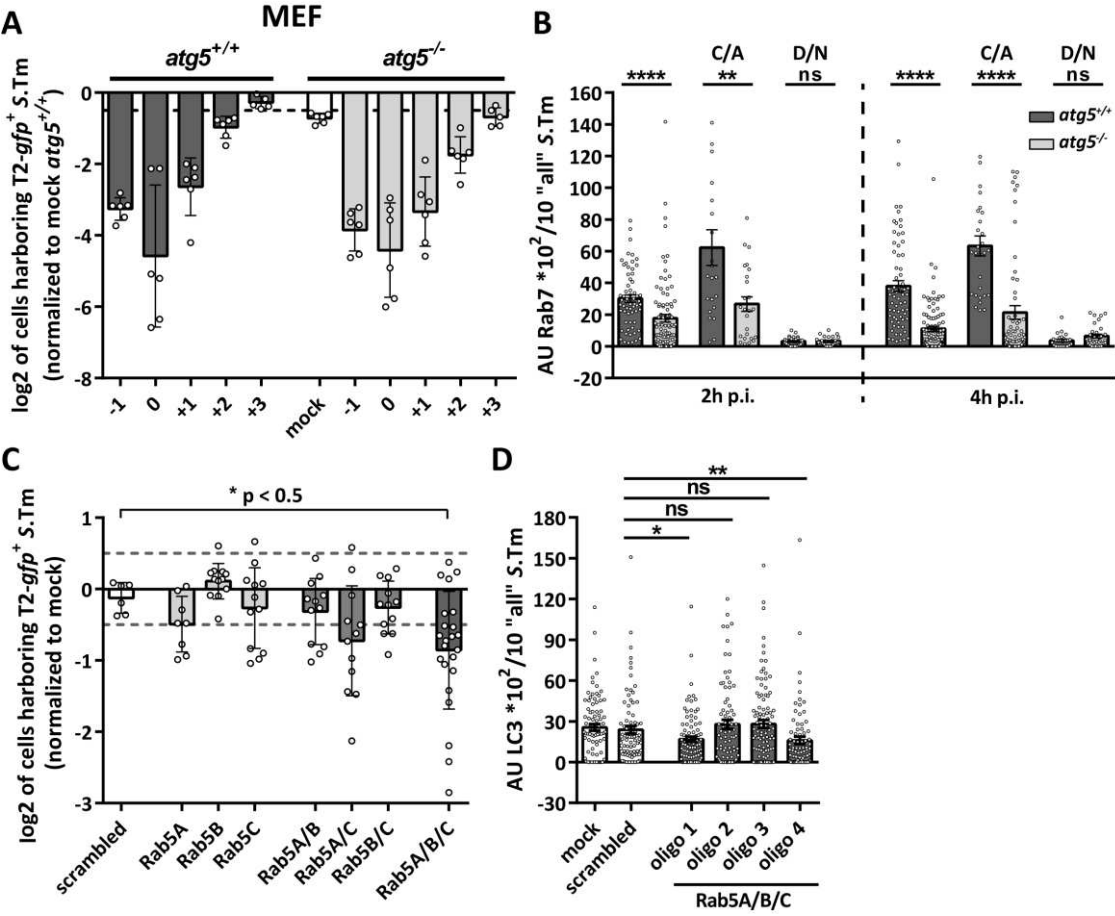 A
MEF
atg5+/+
atg5-/-
log2 of cells harboring T2-gfp+ S.Tm
(normalized to mock atg5+/+)
0
-2
-4
-6
-8
-1
0
+1
+2
+3
mock
-1
0
+1
+2
+3
B
C/A
D/N
C/A
D/N
****
**
ns
****
****
ns
AU Rab7 *10²/10 "all" S.Tm
160
140
120
100
80
60
40
20
0
-20
atg5+/+
atg5-/-
2h p.i.
4h p.i.
C
* p < 0.5
log2 of cells harboring T2-gfp+ S.Tm
(normalized to mock)
1
0
-1
-2
-3
scrambled
Rab5A
Rab5B
Rab5C
Rab5A/B
Rab5A/C
Rab5B/C
Rab5A/B/C
D
**
ns
ns
*
AU LC3 *10²/10 "all" S.Tm
180
150
120
90
60
30
0
-30
mock
scrambled
oligo 1
oligo 2
oligo 3
oligo 4
Rab5A/B/C